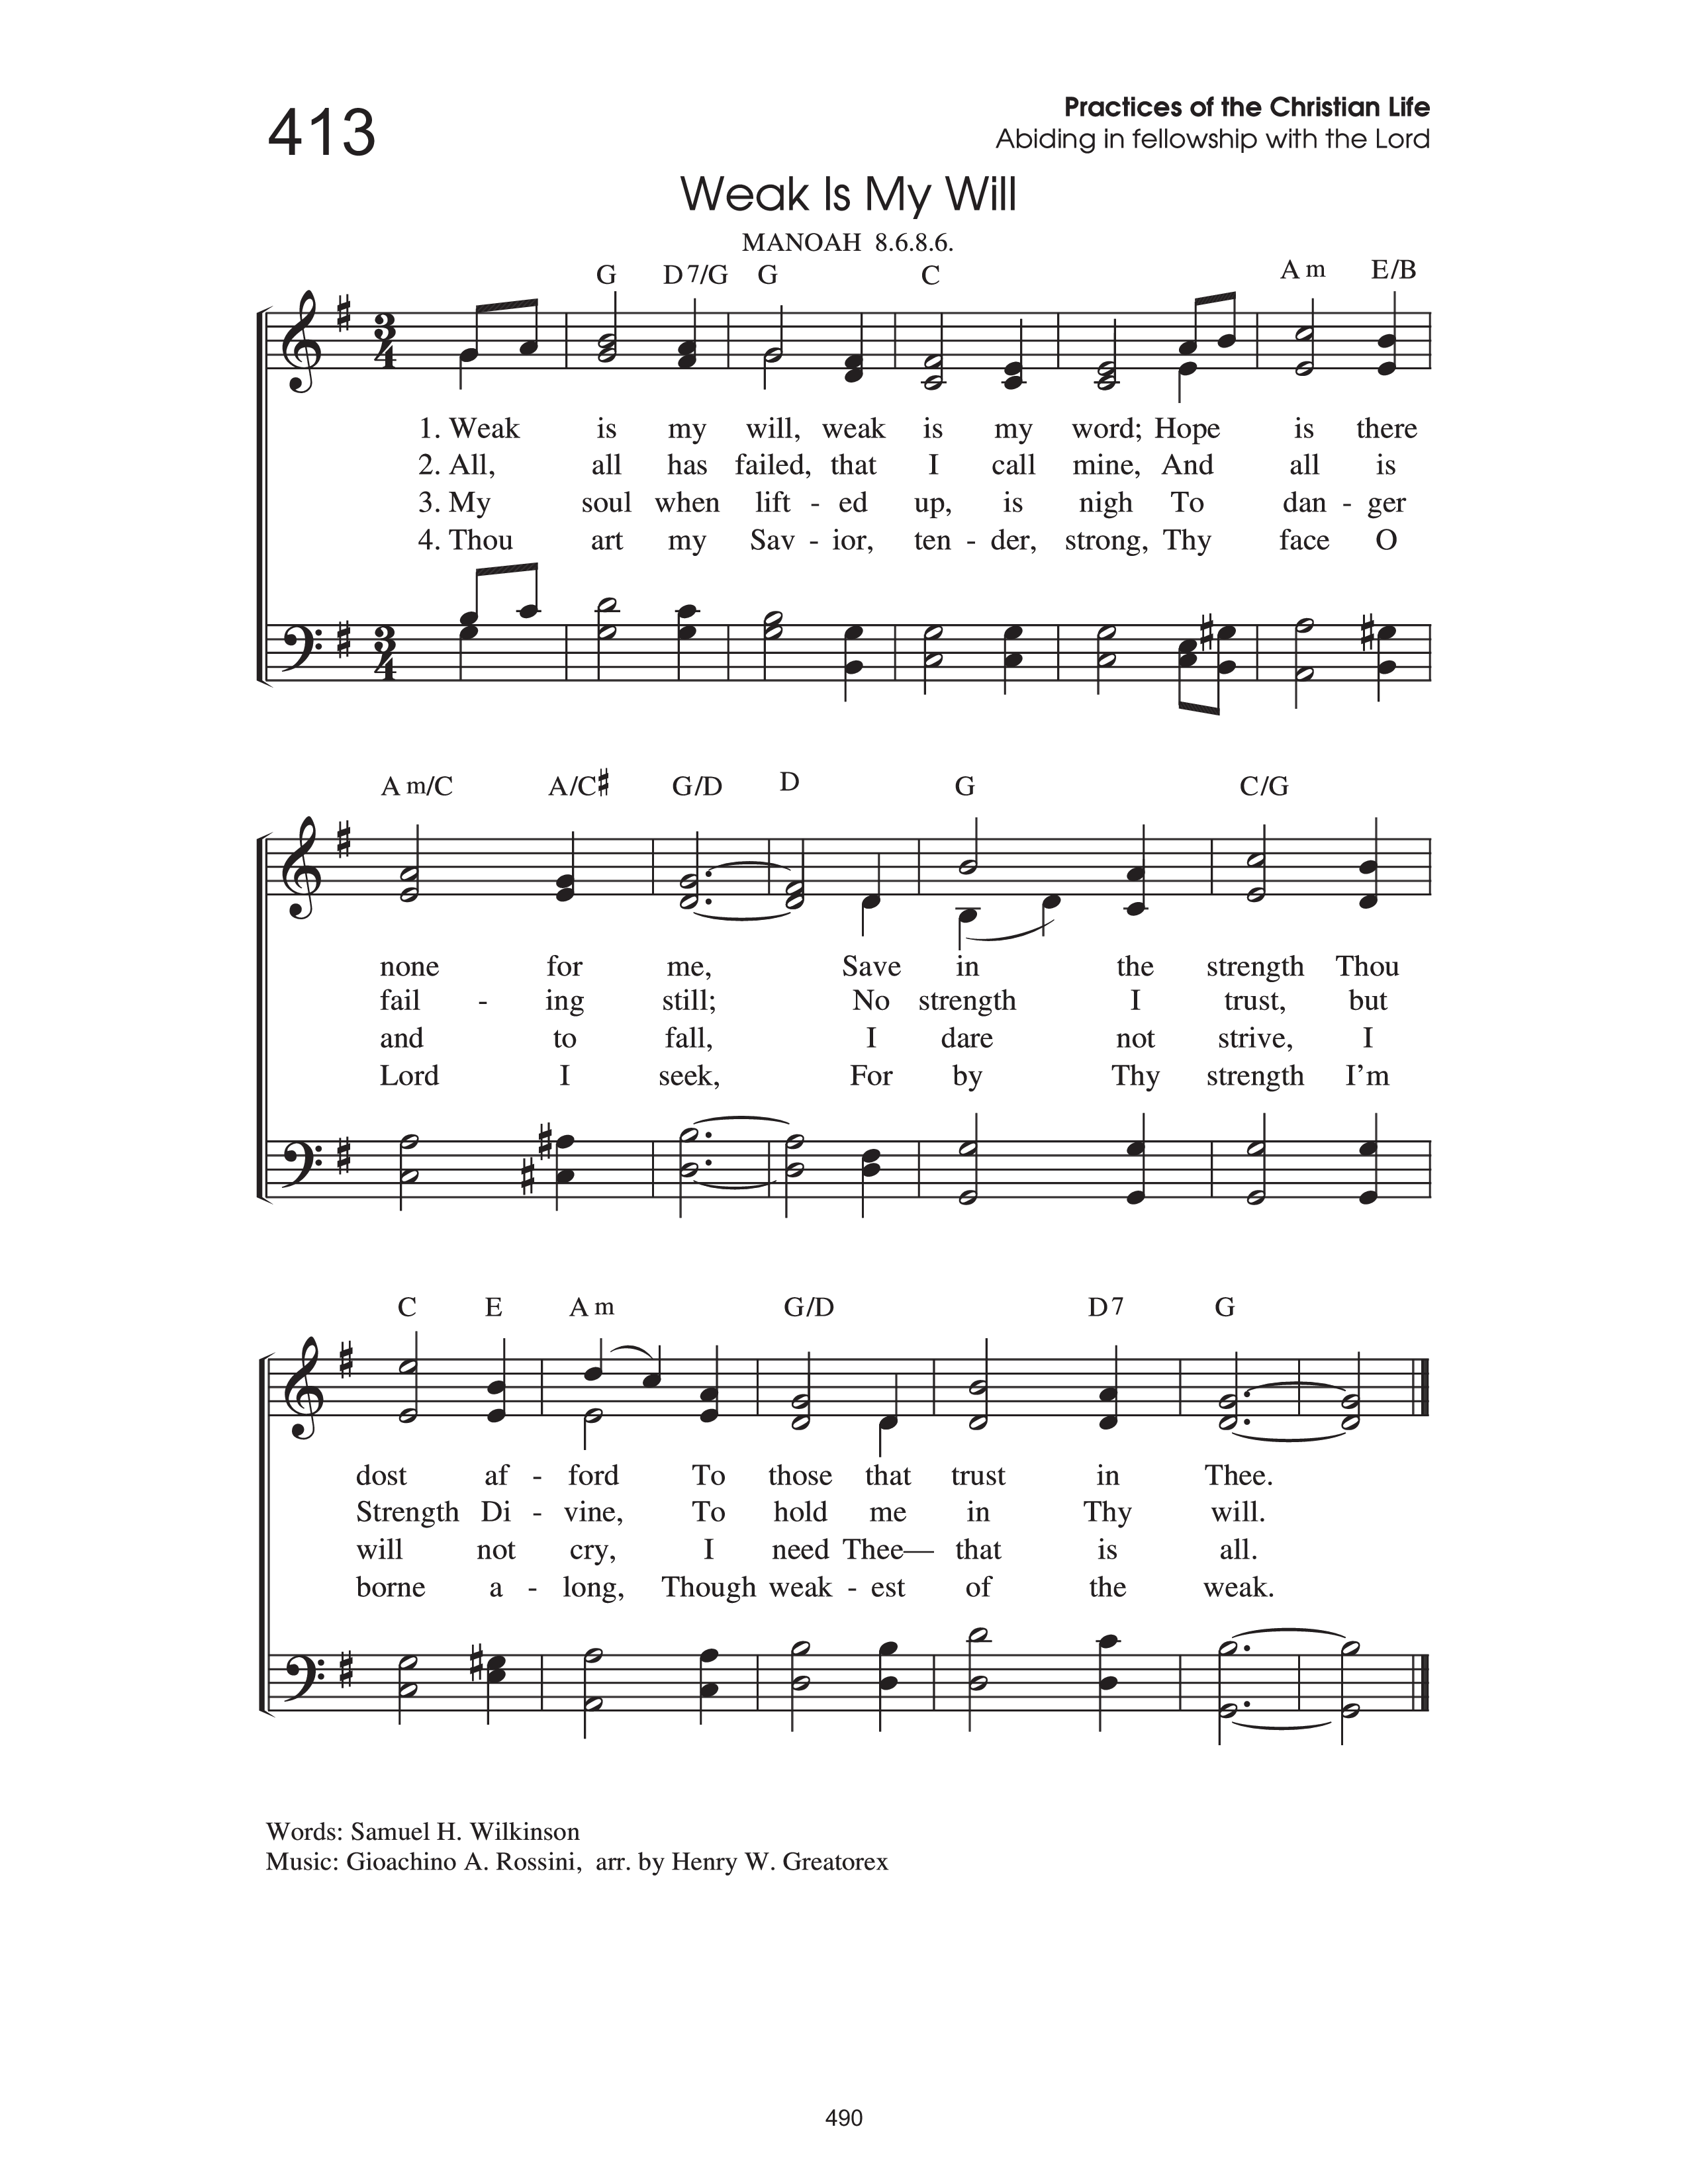 413
Practices of the Christian Life
Abiding in fellowship with the Lord
Weak Is My Will
MANOAH 8.6.8.6.
G D7/G G C Am E/B
3 4
1. Weak is my will, weak is my word; Hope is there
2. All, all has failed, that I call mine, And all is
3. My soul when lift - ed up, is nigh To dan - ger
4. Thou art my Sav - ior, ten - der, strong, Thy face O
3 4
Am/C A/C♯ G/D D G C/G
none for me, Save in the strength Thou
fail - ing still; No strength I trust, but
and to fall, I dare not strive, I
Lord I seek, For by Thy strength I’m
C E Am G/D D7 G
dost af - ford To those that trust in Thee.
Strength Di - vine, To hold me in Thy will.
will not cry, I need Thee— that is all.
borne a - long, Though weak - est of the weak.
Words: Samuel H. Wilkinson
Music: Gioachino A. Rossini, arr. by Henry W. Greatorex
490